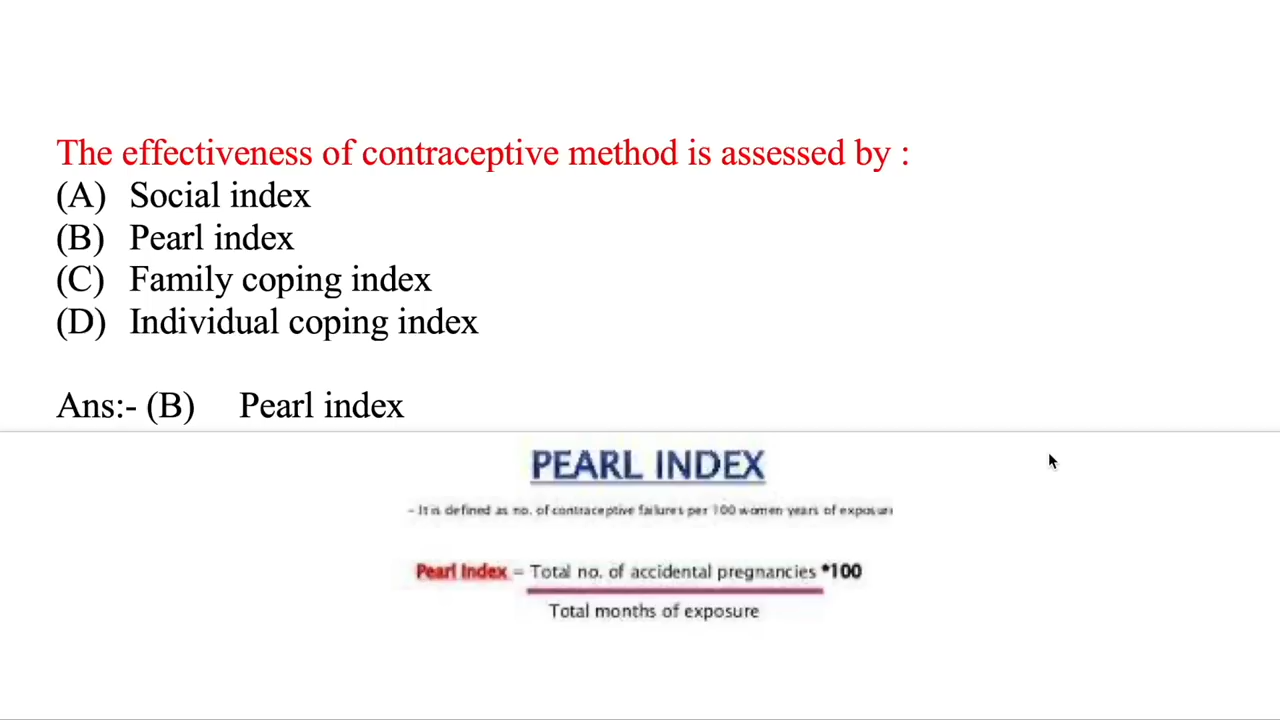 The effectiveness of contraceptive method is assessed by :
(A) Social index
(B) Pearl index
(C) Family coping index
(D) Individual coping index
Ans:- (B) Pearl index
PEARL INDEX
- It is defined as no. of contraceptive failures per 100 women years of exposure
Pearl Index = Total no. of accidental pregnancies *100
Total months of exposure